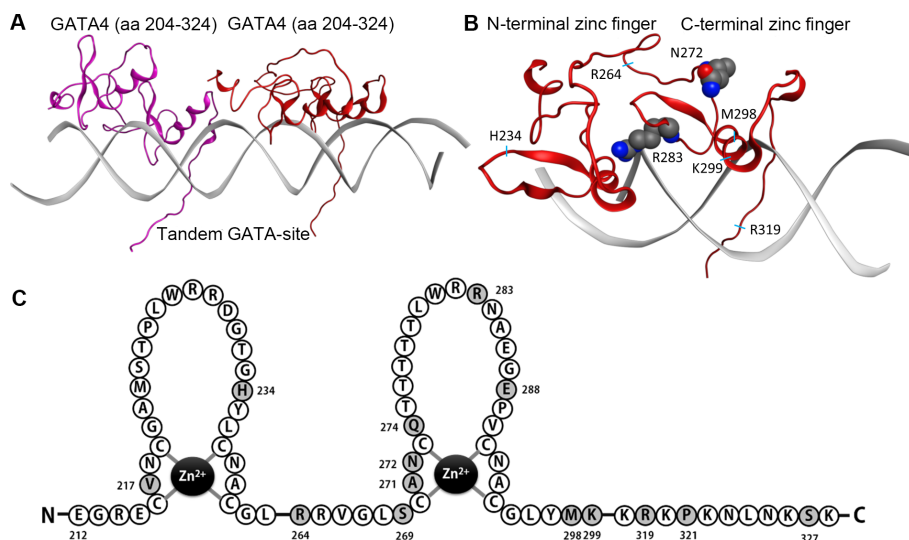 A
GATA4 (aa 204-324)
GATA4 (aa 204-324)
Tandem GATA-site
B
N-terminal zinc finger
C-terminal zinc finger
N272
R264
M298
H234
R283
K299
R319
C
N E G R E C V N C G A M S T P L W R R D G T G H Y L C N A C G L R R V G L S C A N C Q T T T T T L W R R N A E G E P V C N A C G L Y M K K R K P K N L N K S K C
Zn2+
Zn2+
212
217
234
264
269
271
272
274
283
288
298 299
319
321
327